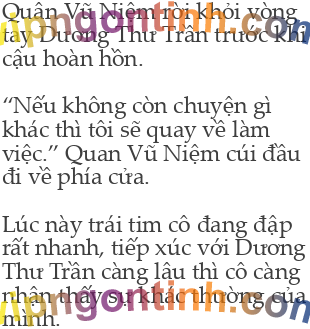 Quân Vũ Niệm rời khỏi vòng
tay Dương Thư Trần trước khi
cậu hoàn hồn.
“Nếu không còn chuyện gì
khác thì tôi sẽ quay về làm
việc.” Quan Vũ Niệm cúi đầu
đi về phía cửa.
Lúc này trái tim cô đang đập
rất nhanh, tiếp xúc với Dương
Thư Trần càng lâu thì cô càng
nhận thấy sự khác thường của
mình.